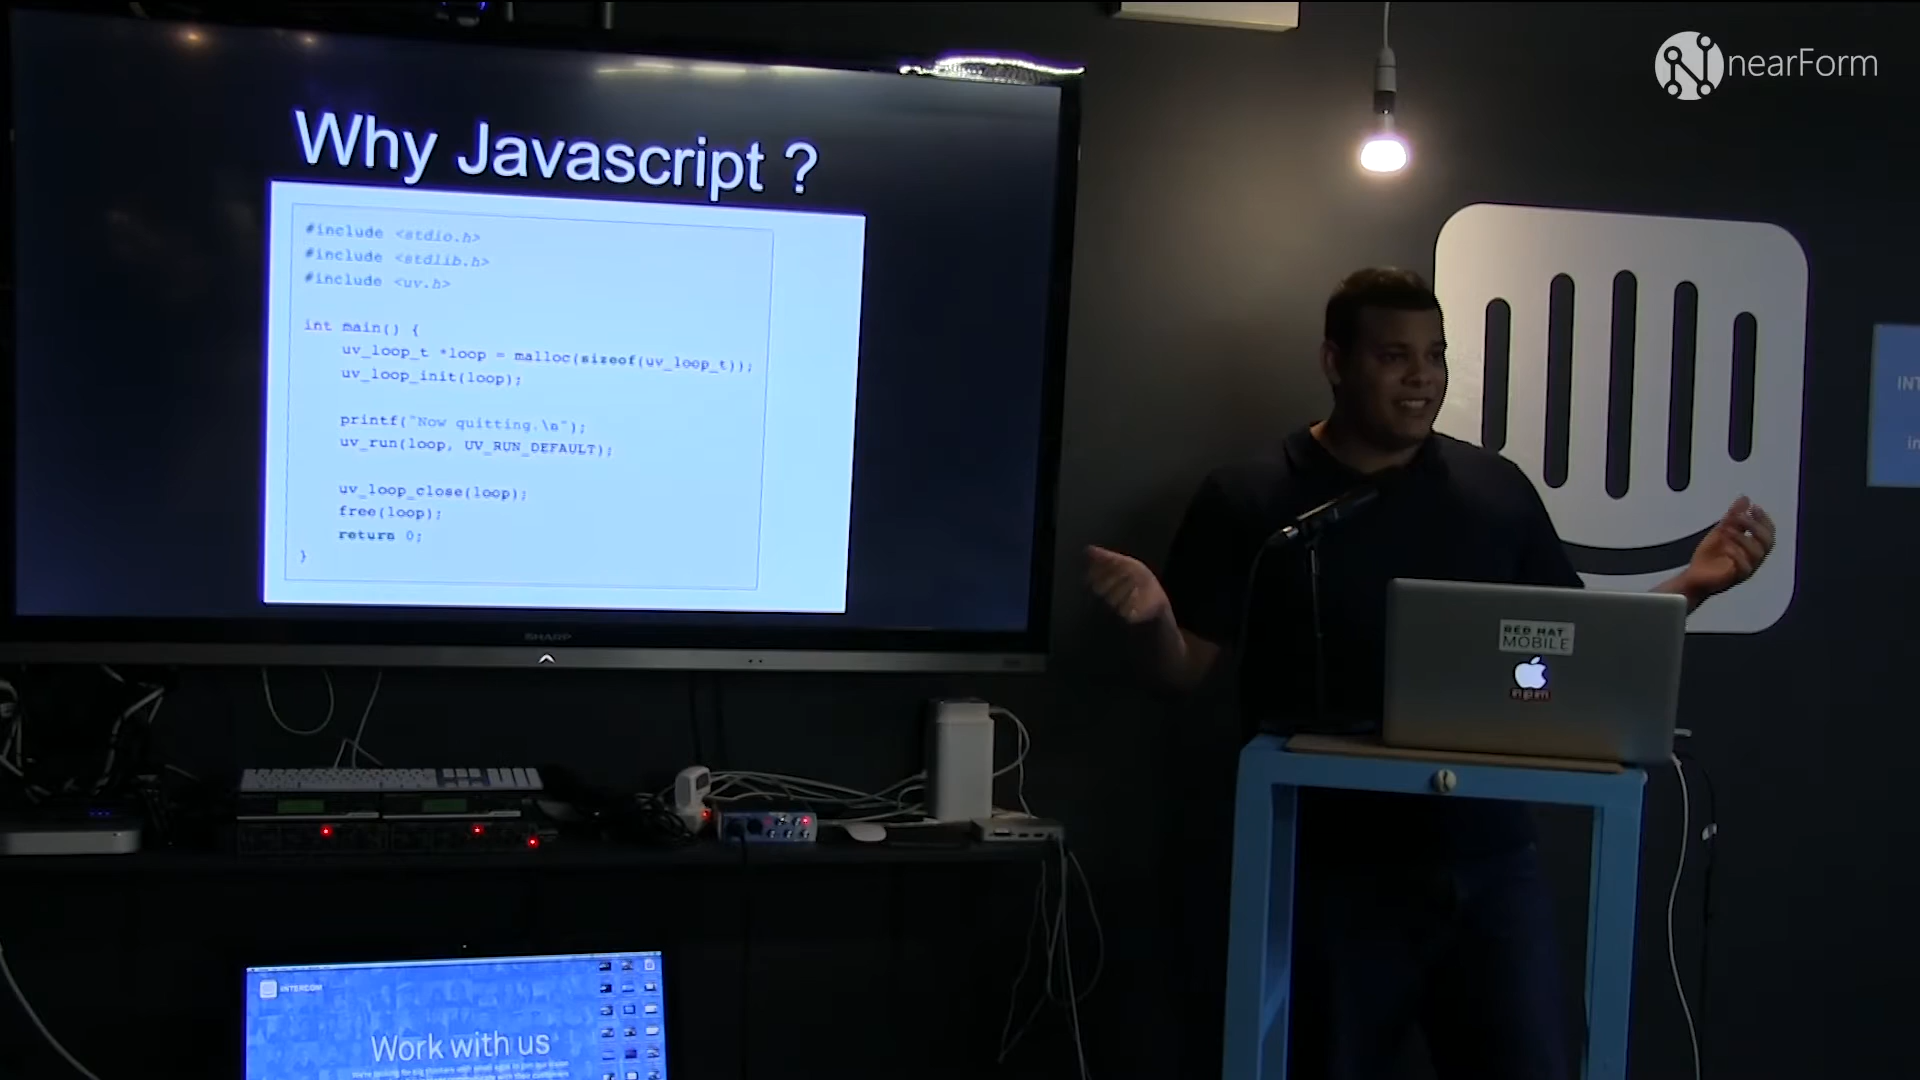 nearForm
Why Javascript ?
#include <stdio.h>
#include <stdlib.h>
#include <uv.h>
int main() {
uv_loop_t *loop = malloc(sizeof(uv_loop_t));
uv_loop_init(loop);
printf("Now quitting.\n");
uv_run(loop, UV_RUN_DEFAULT);
uv_loop_close(loop);
free(loop);
return 0;
}
SHARP
RED HAT
MOBILE
npm
INT
in
INTERCOM
Work with us